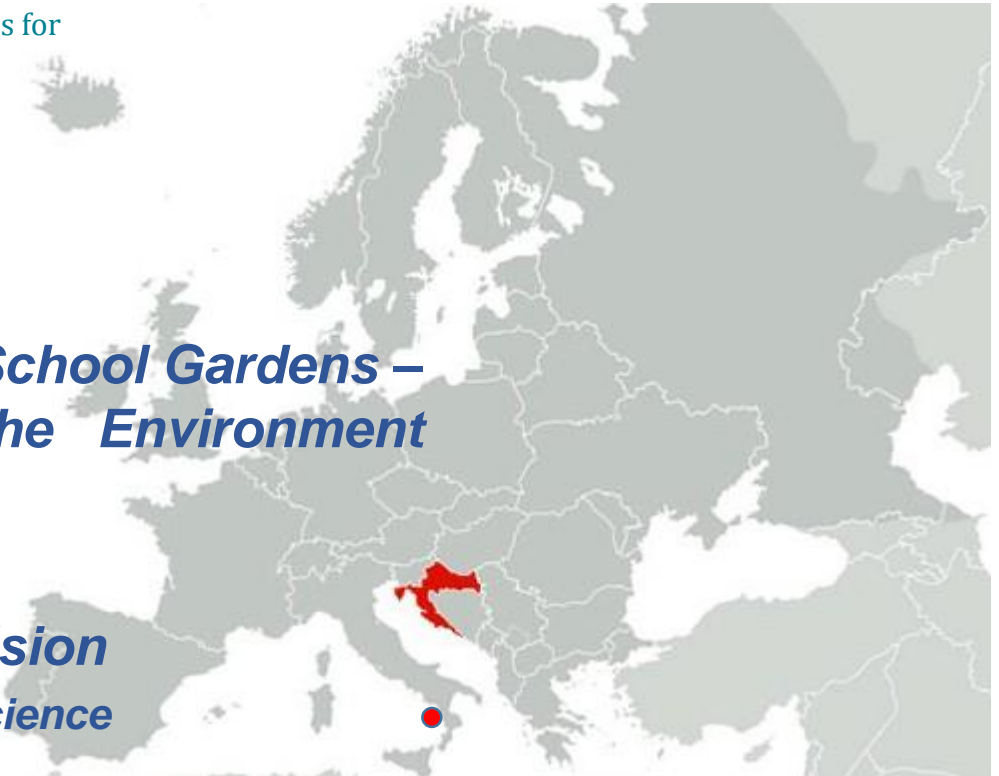 s for
School Gardens –
he Environment
sion
cience